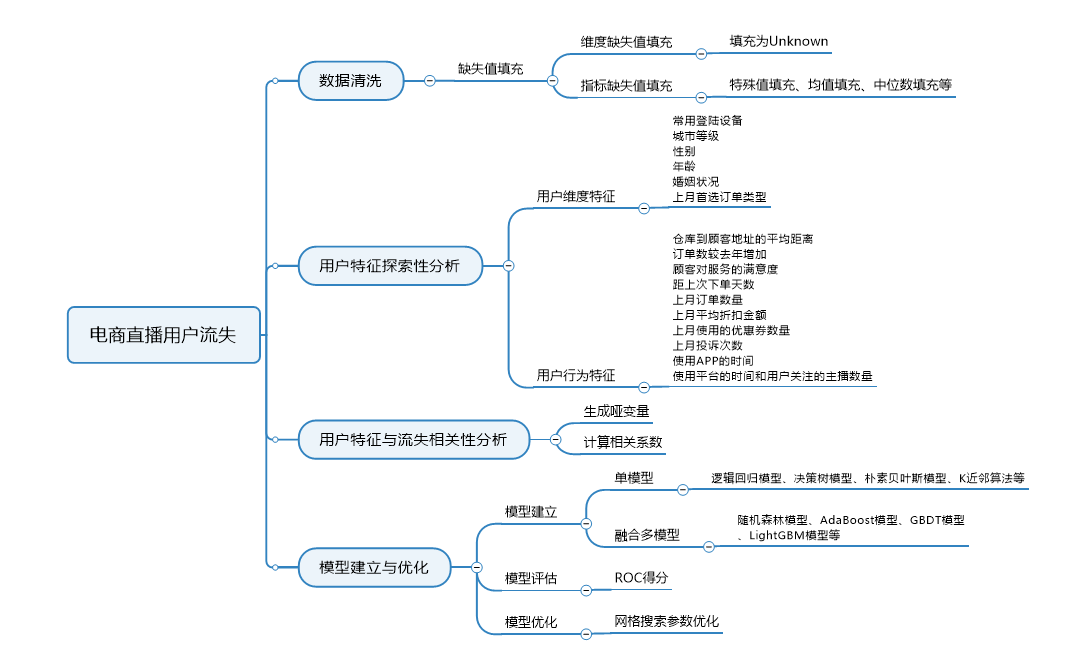 电商直播用户流失
数据清洗
缺失值填充
维度缺失值填充
填充为Unknown
指标缺失值填充
特殊值填充、均值填充、中位数填充等
用户特征探索性分析
用户维度特征
常用登陆设备
城市等级
性别
年龄
婚姻状况
上月首选订单类型
用户行为特征
仓库到顾客地址的平均距离
订单数较去年增加
顾客对服务的满意度
距上次下单天数
上月订单数量
上月平均折扣金额
上月使用的优惠券数量
上月投诉次数
使用APP的时间
使用平台的时间和用户关注的主播数量
用户特征与流失相关性分析
生成哑变量
计算相关系数
模型建立与优化
模型建立
单模型
逻辑回归模型、决策树模型、朴素贝叶斯模型、K近邻算法等
融合多模型
随机森林模型、AdaBoost模型、GBDT模型
、LightGBM模型等
模型评估
ROC得分
模型优化
网格搜索参数优化